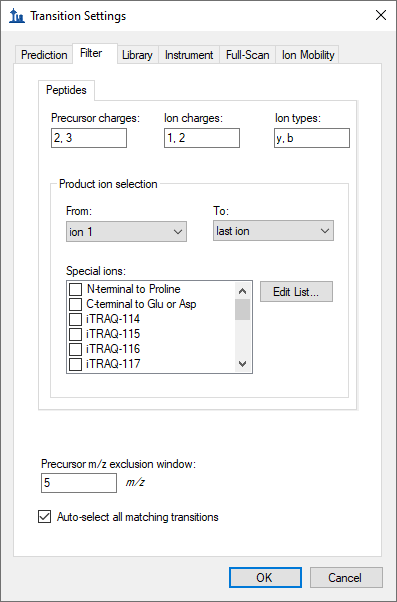 Transition Settings
Prediction Filter Library Instrument Full-Scan Ion Mobility
Peptides
Precursor charges: Ion charges: Ion types:
2, 3 1, 2 y, b
Product ion selection
From: To:
ion 1 last ion
Special ions:
N-terminal to Proline
C-terminal to Glu or Asp
iTRAQ-114
iTRAQ-115
iTRAQ-116
iTRAQ-117
Edit List...
Precursor m/z exclusion window:
5 m/z
Auto-select all matching transitions
OK Cancel